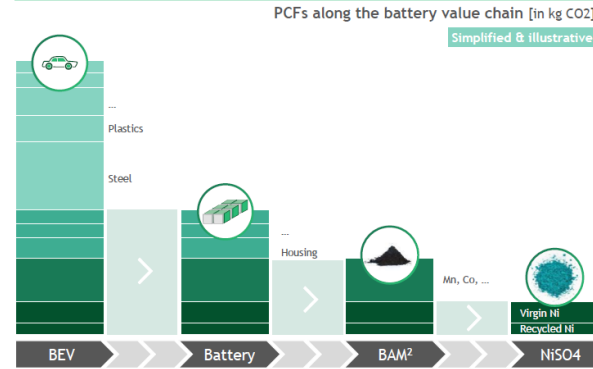 PCFs along the battery value chain [in kg CO2]
Simplified & illustrative
...
Plastics
Steel
...
Housing
Mn, Co, ...
Virgin Ni
Recycled Ni
BEV
Battery
BAM²
NiSO4